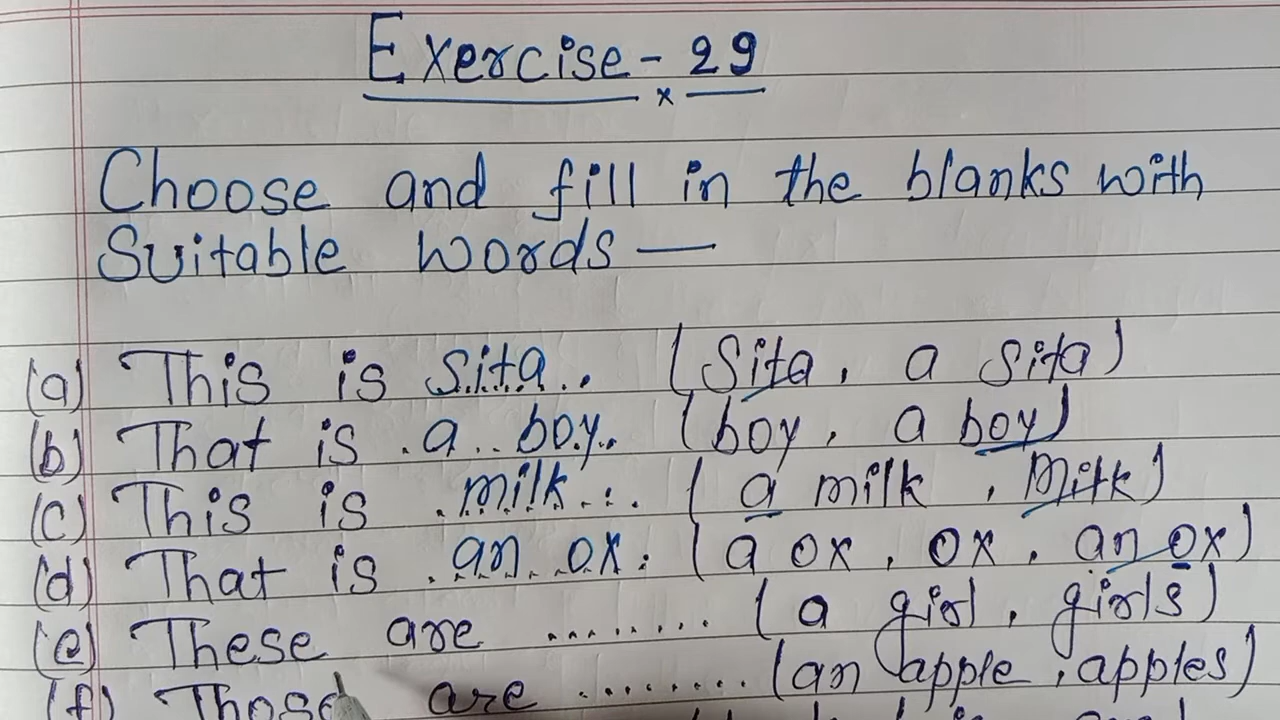 Exercise - 29
x
Choose and fill in the blanks with
Suitable words —
(a) This is Sita.. (Sita, a Sita)
(b) That is .a.. boy.. (boy, a boy)
(c) This is .milk... (a milk, milk)
(d) That is .an ox. (a ox, ox, an ox)
(e) These are ........ (a girl, girls)
(f) Those are ......... (an apple, apples)